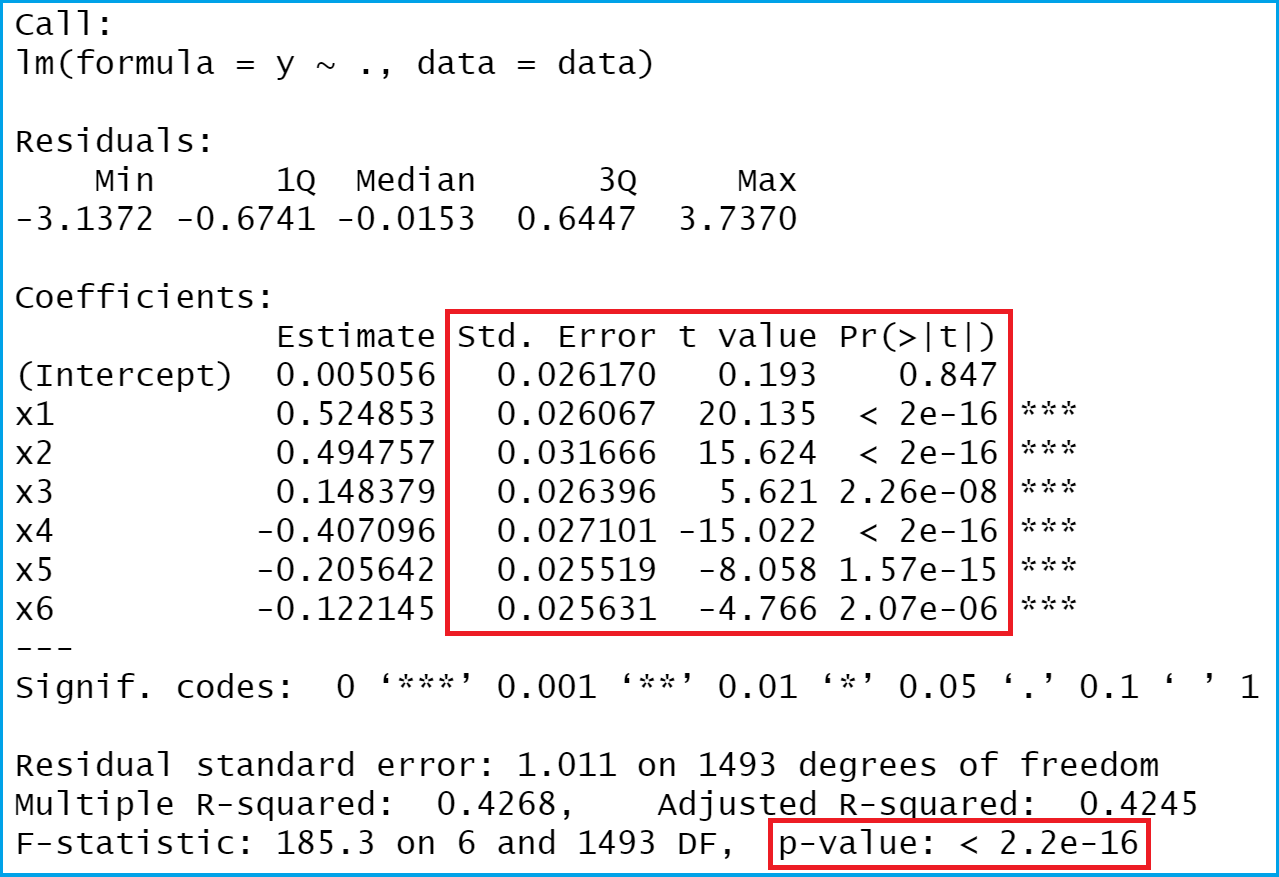 Call:
lm(formula = y ~ ., data = data)
Residuals:
    Min      1Q  Median      3Q     Max
-3.1372 -0.6741 -0.0153  0.6447  3.7370
Coefficients:
             Estimate Std. Error t value Pr(>|t|)
(Intercept)  0.005056   0.026170   0.193    0.847
x1           0.524853   0.026067  20.135  < 2e-16 ***
x2           0.494757   0.031666  15.624  < 2e-16 ***
x3           0.148379   0.026396   5.621 2.26e-08 ***
x4          -0.407096   0.027101 -15.022  < 2e-16 ***
x5          -0.205642   0.025519  -8.058 1.57e-15 ***
x6          -0.122145   0.025631  -4.766 2.07e-06 ***
---
Signif. codes:  0 ‘***’ 0.001 ‘**’ 0.01 ‘*’ 0.05 ‘.’ 0.1 ‘ ’ 1
Residual standard error: 1.011 on 1493 degrees of freedom
Multiple R-squared:  0.4268,    Adjusted R-squared:  0.4245
F-statistic: 185.3 on 6 and 1493 DF,  p-value: < 2.2e-16